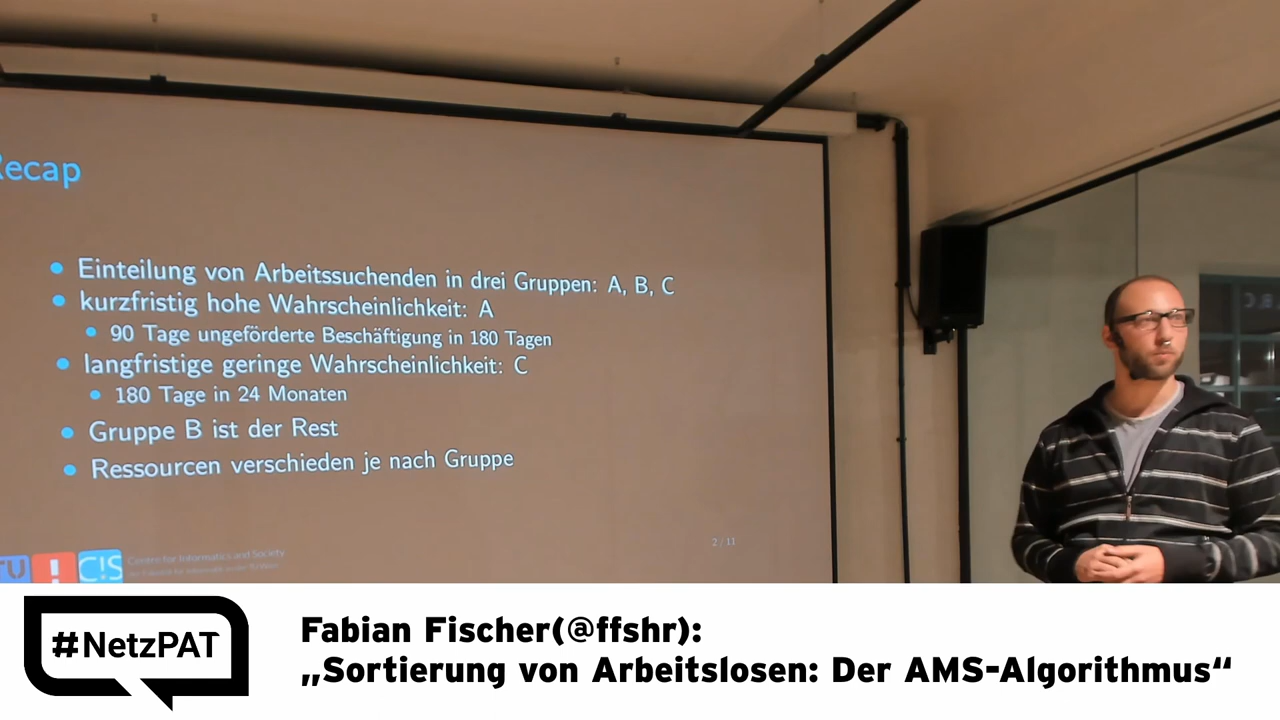 Recap
Einteilung von Arbeitssuchenden in drei Gruppen: A, B, C
kurzfristig hohe Wahrscheinlichkeit: A
90 Tage ungeförderte Beschäftigung in 180 Tagen
langfristige geringe Wahrscheinlichkeit: C
180 Tage in 24 Monaten
Gruppe B ist der Rest
Ressourcen verschieden je nach Gruppe
2 / 11
TU C!S Centre for Informatics and Society
#NetzPAT
Fabian Fischer(@ffshr):
„Sortierung von Arbeitslosen: Der AMS-Algorithmus“